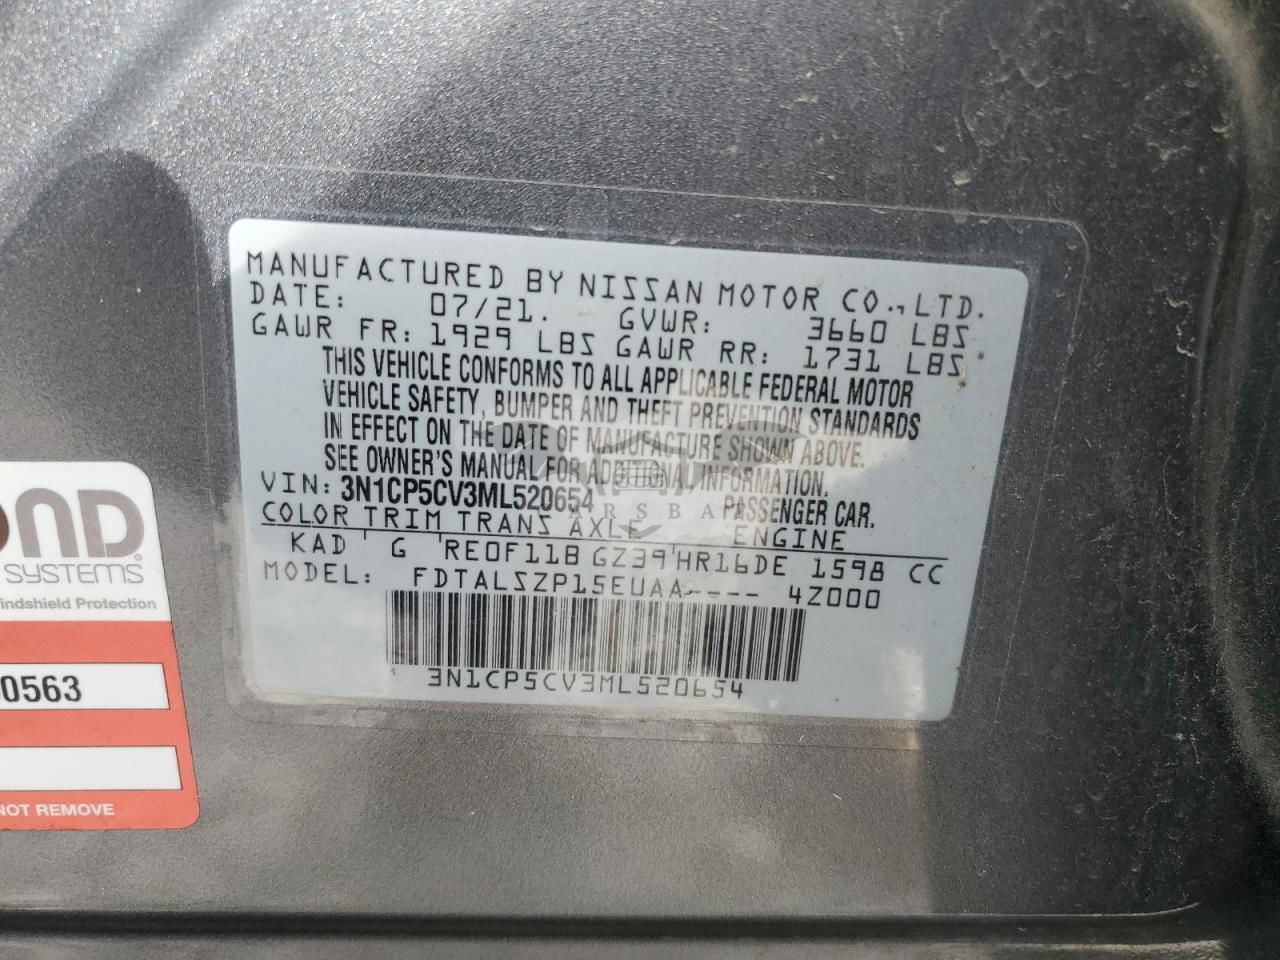 MANUFACTURED BY NISSAN MOTOR CO., LTD.
DATE: 07/21. GVWR: 3660 LBS
GAWR FR: 1929 LBS GAWR RR: 1731 LBS
THIS VEHICLE CONFORMS TO ALL APPLICABLE FEDERAL MOTOR
VEHICLE SAFETY, BUMPER AND THEFT PREVENTION STANDARDS
IN EFFECT ON THE DATE OF MANUFACTURE SHOWN ABOVE.
SEE OWNER'S MANUAL FOR ADDITIONAL INFORMATION.
VIN: 3N1CP5CV3ML520654 PASSENGER CAR.
COLOR TRIM TRANS AXLE ENGINE
KAD G RE0F11B GZ39 HR16DE 1598 CC
MODEL: FDTALSZP15EUAA---- 4Z000
3N1CP5CV3ML520654
OND
SYSTEMS
indshield Protection
0563
NOT REMOVE